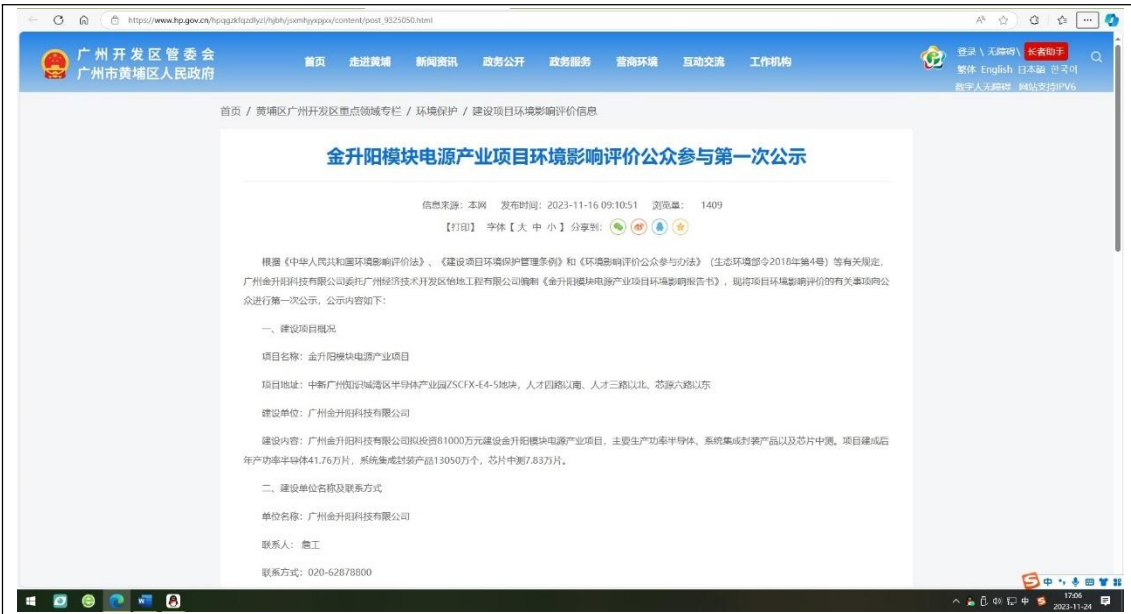 https://www.hp.gov.cn/hpqgzkfqzdlyzl/hjbh/jsxmhjyxpjxx/content/post_9325050.html
广州开发区管委会
广州市黄埔区人民政府
首页 走进黄埔 新闻资讯 政务公开 政务服务 营商环境 互动交流 工作机构
登录 \ 无障碍 \ 长者助手
繁体 English 日本語 한국어
数字人无障碍 网站支持IPV6
首页 / 黄埔区广州开发区重点领域专栏 / 环境保护 / 建设项目环境影响评价信息
金升阳模块电源产业项目环境影响评价公众参与第一次公示
信息来源：本网 发布时间：2023-11-16 09:10:51 浏览量： 1409
【打印】 字体【 大 中 小 】 分享到：
根据《中华人民共和国环境影响评价法》、《建设项目环境保护管理条例》和《环境影响评价公众参与办法》（生态环境部令2018年第4号）等有关规定，
广州金升阳科技有限公司委托广州经济技术开发区怡地工程有限公司编制《金升阳模块电源产业项目环境影响报告书》，现将项目环境影响评价的有关事项向公
众进行第一次公示，公示内容如下：
一、建设项目概况
项目名称：金升阳模块电源产业项目
项目地址：中新广州知识城湾区半导体产业园ZSCFX-E4-5地块，人才四路以南、人才三路以北、芯源六路以东
建设单位：广州金升阳科技有限公司
建设内容：广州金升阳科技有限公司拟投资81000万元建设金升阳模块电源产业项目，主要生产功率半导体、系统集成封装产品以及芯片中测。项目建成后
年产功率半导体41.76万片，系统集成封装产品13050万个，芯片中测7.83万片。
二、建设单位名称及联系方式
单位名称：广州金升阳科技有限公司
联系人： 詹工
联系方式：020-62878800
中
中
17:06
2023-11-24